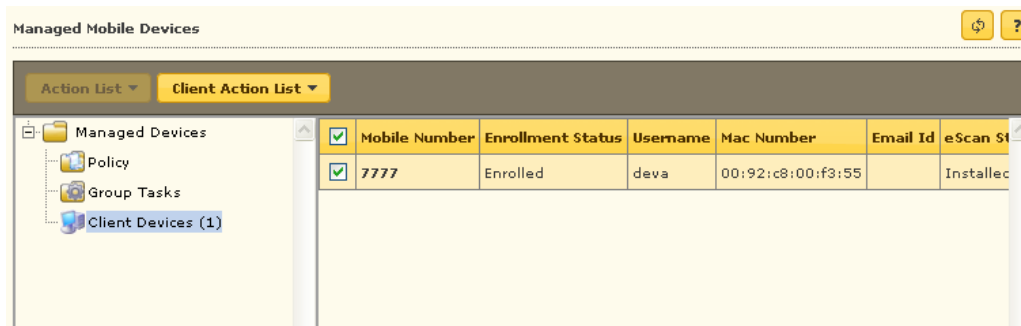 Managed Mobile Devices
?
Action List
Client Action List
Managed Devices
Policy
Group Tasks
Client Devices (1)
Mobile Number Enrollment Status Username Mac Number Email Id eScan St
7777 Enrolled deva 00:92:c8:00:f3:55 Installed